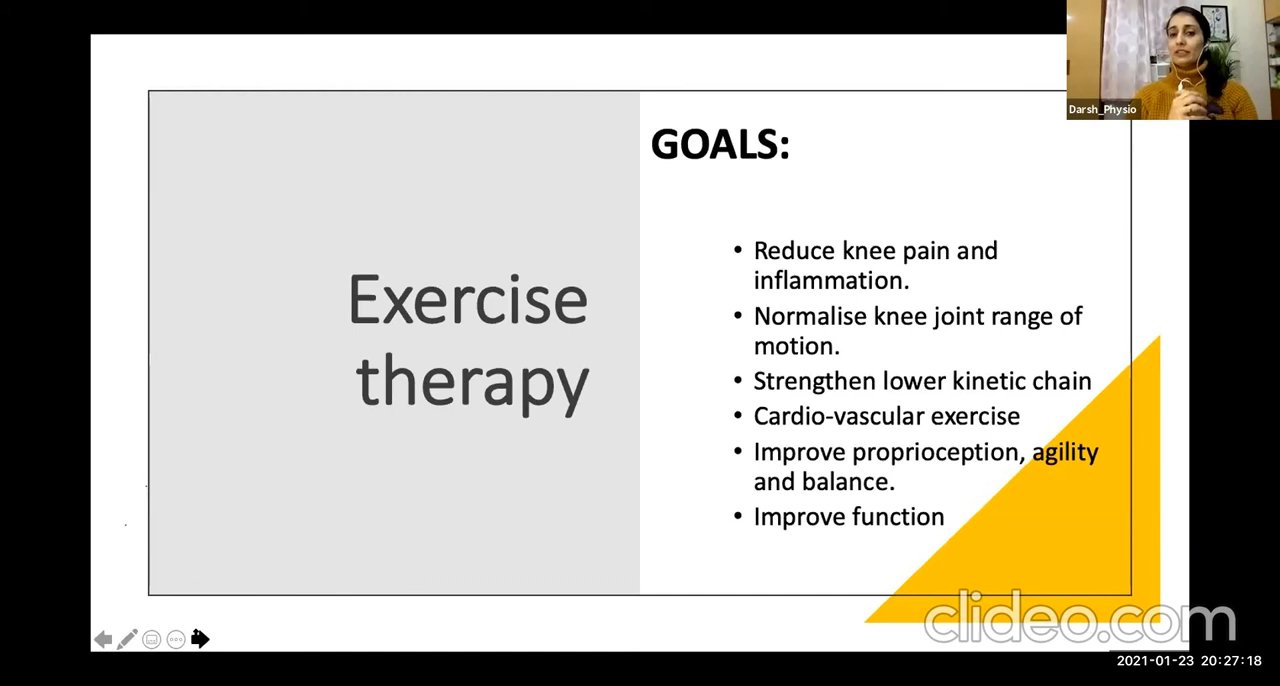 Darsh_Physio
GOALS:
Exercise
therapy
• Reduce knee pain and
inflammation.
• Normalise knee joint range of
motion.
• Strengthen lower kinetic chain
• Cardio-vascular exercise
• Improve proprioception, agility
and balance.
• Improve function
clideo.com
2021-01-23 20:27:18